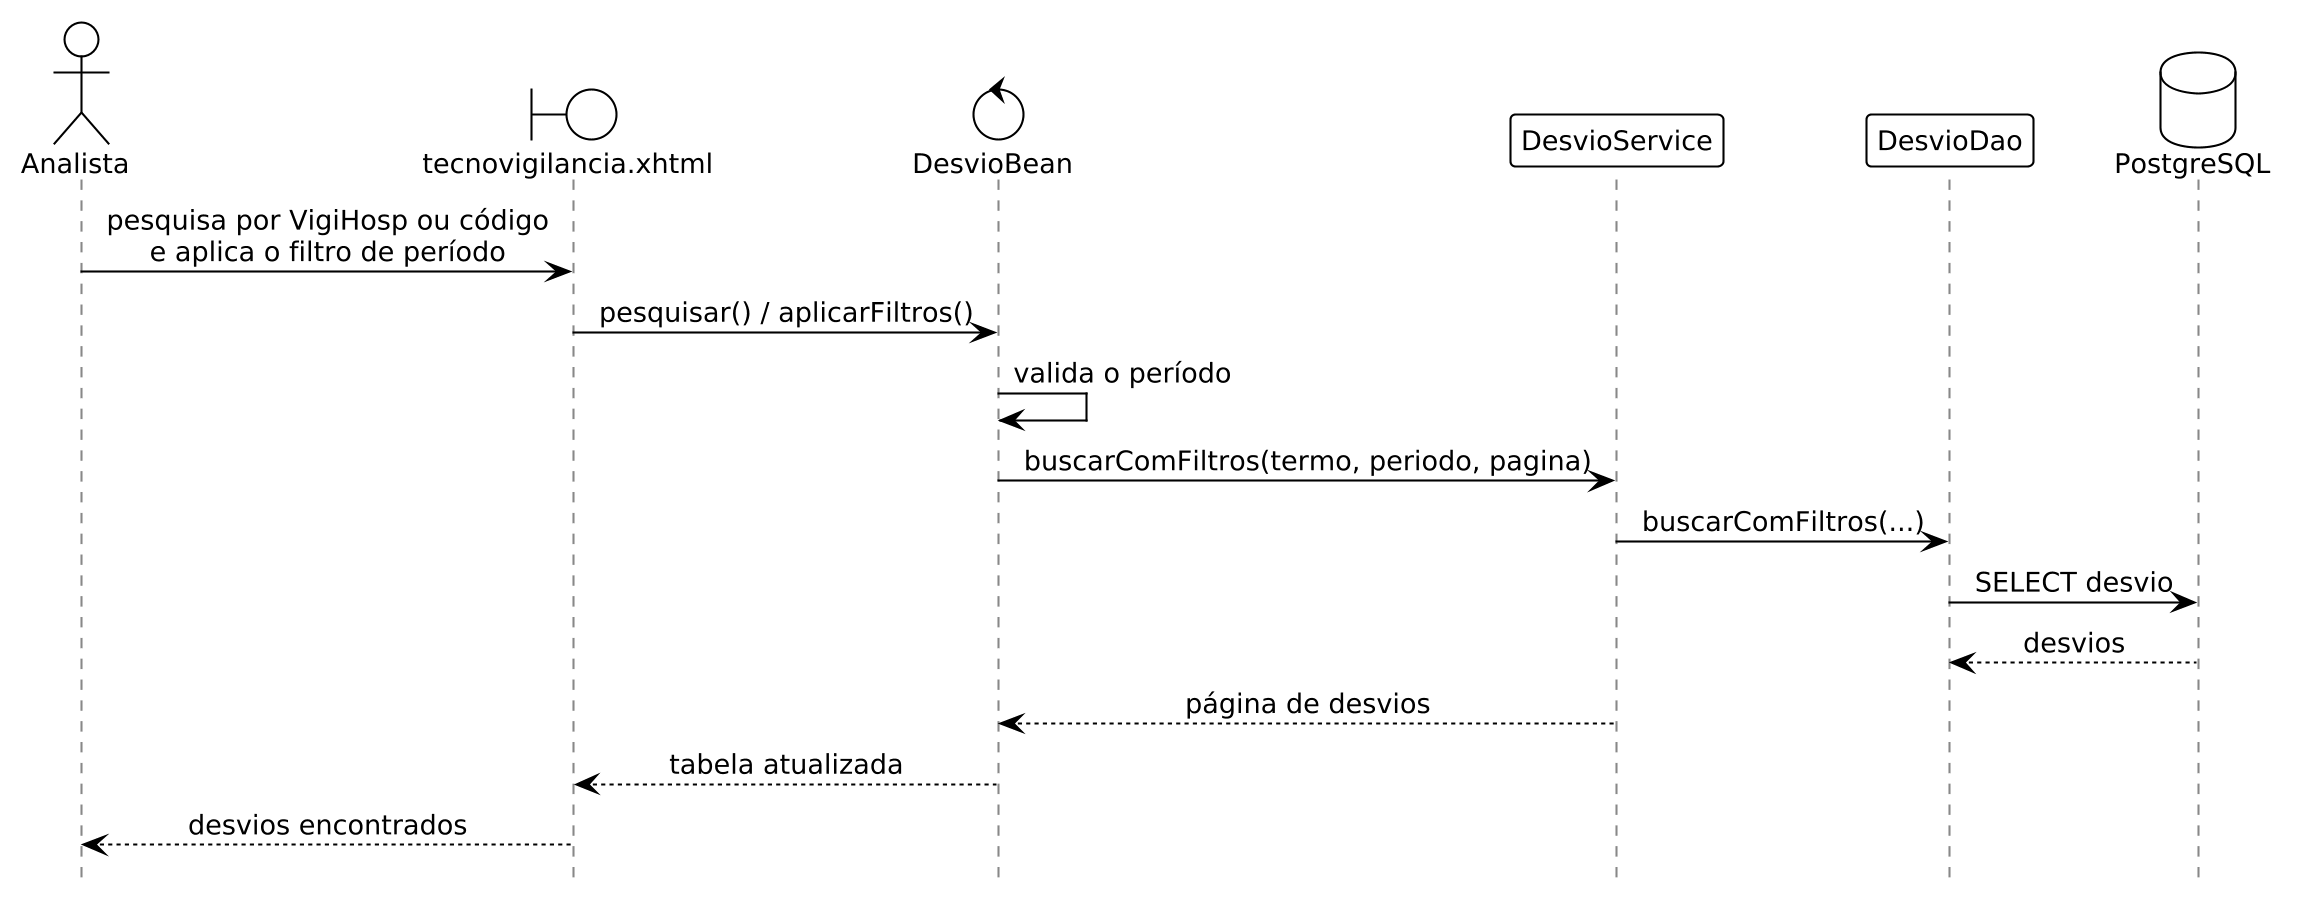 Analista
tecnovigilancia.xhtml
DesvioBean
DesvioService
DesvioDao
PostgreSQL
pesquisa por VigiHosp ou código
e aplica o filtro de período
pesquisar() / aplicarFiltros()
valida o período
buscarComFiltros(termo, periodo, pagina)
buscarComFiltros(...)
SELECT desvio
desvios
página de desvios
tabela atualizada
desvios encontrados